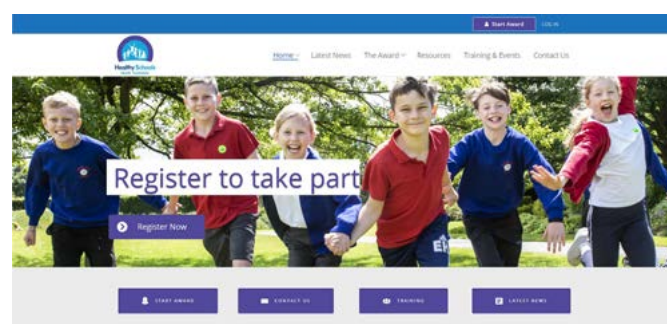 Start Award LOG IN
Healthy Schools
Home Latest News The Award Resources Training & Events Contact Us
Register to take part
Register Now
START AWARD CONTACT US TRAINING LATEST NEWS